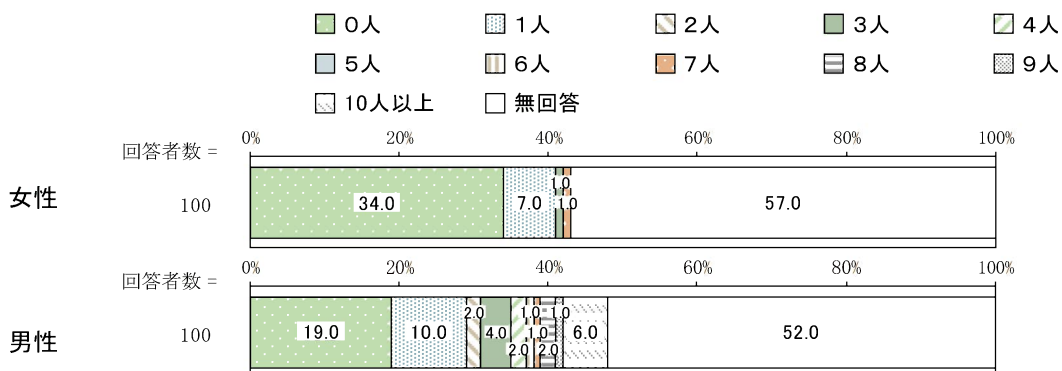 0人 1人 2人 3人 4人
5人 6人 7人 8人 9人
10人以上 無回答
0% 20% 40% 60% 80% 100%
回答者数 =
女性 100 34.0 7.0 1.0 1.0 57.0
0% 20% 40% 60% 80% 100%
回答者数 =
男性 100 19.0 10.0 2.0 4.0 2.0 1.0 1.0 2.0 1.0 6.0 52.0